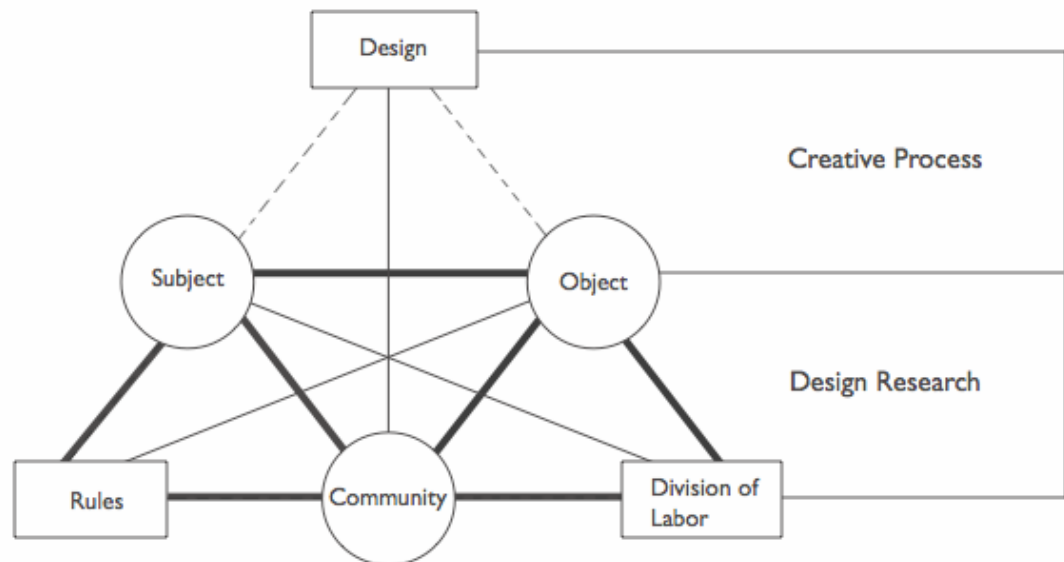 Design
Creative Process
Subject
Object
Design Research
Rules
Community
Division of
Labor